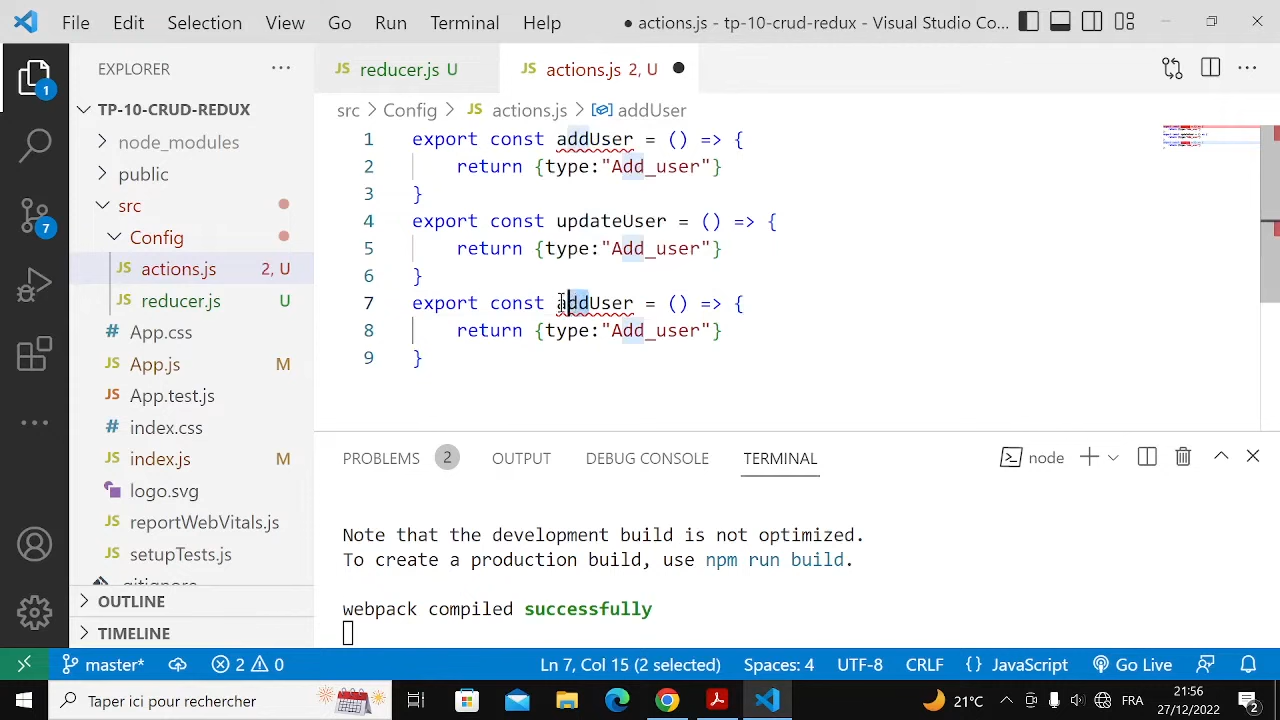 File Edit Selection View Go Run Terminal Help ● actions.js - tp-10-crud-redux - Visual Studio Co...
EXPLORER
JS reducer.js U JS actions.js 2, U
TP-10-CRUD-REDUX
node_modules
public
src
Config
JS actions.js 2, U
JS reducer.js U
# App.css
JS App.js M
JS App.test.js
# index.css
JS index.js M
logo.svg
JS reportWebVitals.js
JS setupTests.js
.gitignore
OUTLINE
TIMELINE
1
7
src > Config > JS actions.js > addUser
1 export const addUser = () => {
2 return {type:"Add_user"}
3 }
4 export const updateUser = () => {
5 return {type:"Add_user"}
6 }
7 export const addUser = () => {
8 return {type:"Add_user"}
9 }
PROBLEMS 2 OUTPUT DEBUG CONSOLE TERMINAL node
Note that the development build is not optimized.
To create a production build, use npm run build.
webpack compiled successfully
master* 2 0 Ln 7, Col 15 (2 selected) Spaces: 4 UTF-8 CRLF {} JavaScript Go Live
Taper ici pour rechercher 21°C FRA 21:56
27/12/2022 2